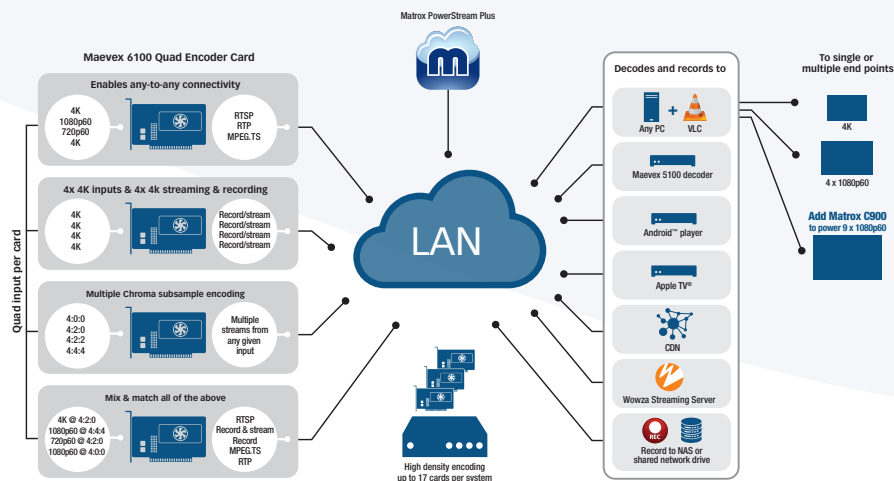 Matrox PowerStream Plus
m
Maevex 6100 Quad Encoder Card
Quad input per card
Enables any-to-any connectivity
4K
1080p60
720p60
4K
RTSP
RTP
MPEG.TS
4x 4K inputs & 4x 4k streaming & recording
4K
4K
4K
4K
Record/stream
Record/stream
Record/stream
Record/stream
Multiple Chroma subsample encoding
4:0:0
4:2:0
4:2:2
4:4:4
Multiple
streams from
any given
input
Mix & match all of the above
4K @ 4:2:0
1080p60 @ 4:4:4
720p60 @ 4:2:0
1080p60 @ 4:0:0
RTSP
Record & stream
Record
MPEG.TS
RTP
LAN
High density encoding
up to 17 cards per system
Decodes and records to
+
Any PC
VLC
Maevex 5100 decoder
Android™ player
Apple TV®
CDN
Wowza Streaming Server
REC
Record to NAS or
shared network drive
To single or
multiple end points
4K
4 x 1080p60
Add Matrox C900
to power 9 x 1080p60